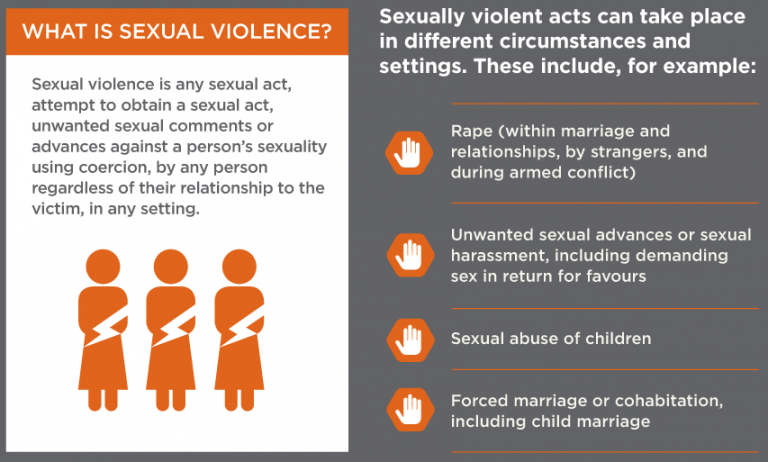 WHAT IS SEXUAL VIOLENCE?
Sexual violence is any sexual act,
attempt to obtain a sexual act,
unwanted sexual comments or
advances against a person's sexuality
using coercion, by any person
regardless of their relationship to the
victim, in any setting.
Sexually violent acts can take place
in different circumstances and
settings. These include, for example:
Rape (within marriage and
relationships, by strangers, and
during armed conflict)
Unwanted sexual advances or sexual
harassment, including demanding
sex in return for favours
Sexual abuse of children
Forced marriage or cohabitation,
including child marriage